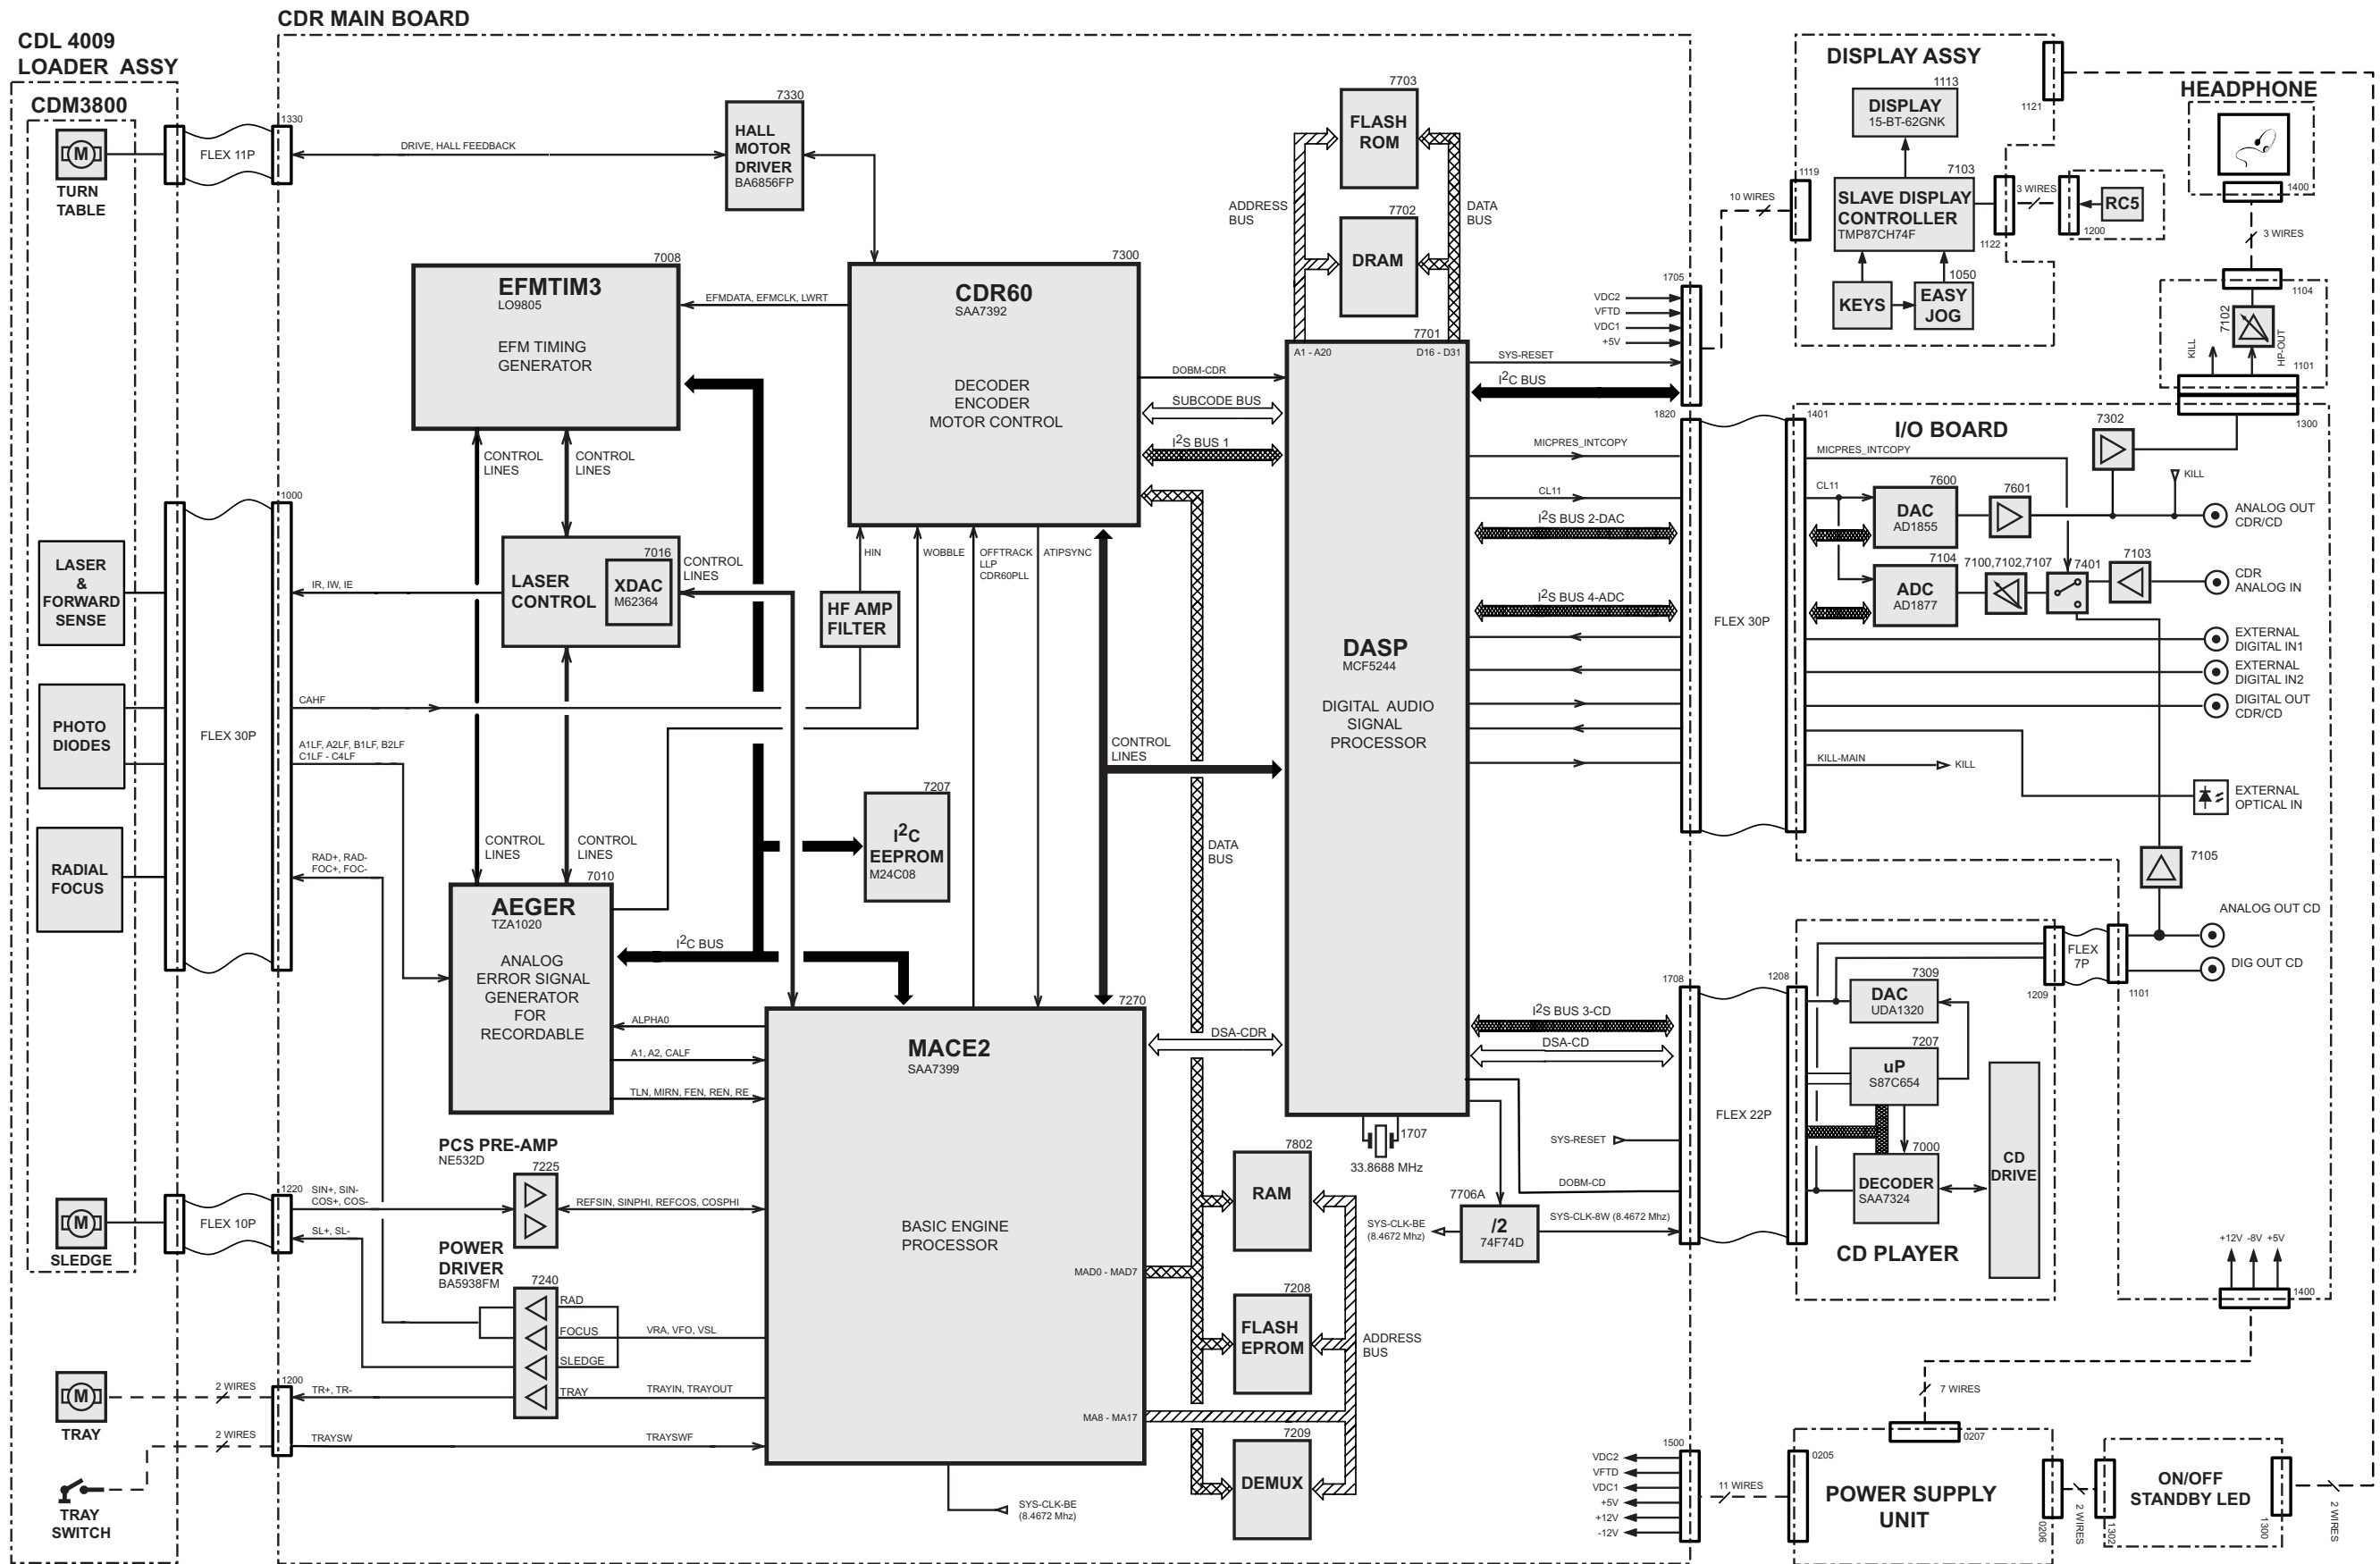 CDR MAIN BOARD
CDL 4009
LOADER ASSY
CDM3800
M
TURN
TABLE
FLEX 11P
1330
DRIVE, HALL FEEDBACK
7330
HALL
MOTOR
DRIVER
BA6856FP
7008
EFMTIM3
LO9805
EFM TIMING
GENERATOR
EFMDATA, EFMCLK, LWRT
7300
CDR60
SAA7392
DECODER
ENCODER
MOTOR CONTROL
CONTROL
LINES
CONTROL
LINES
1000
LASER
&
FORWARD
SENSE
IR, IW, IE
LASER
CONTROL
7016
XDAC
M62364
CONTROL
LINES
HIN
WOBBLE
OFFTRACK
LLP
CDR60PLL
ATIPSYNC
HF AMP
FILTER
PHOTO
DIODES
FLEX 30P
CAHF
A1LF, A2LF, B1LF, B2LF
C1LF - C4LF
RADIAL
FOCUS
RAD+, RAD-
FOC+, FOC-
CONTROL
LINES
CONTROL
LINES
7010
AEGER
TZA1020
ANALOG
ERROR SIGNAL
GENERATOR
FOR
RECORDABLE
7207
I2C
EEPROM
M24C08
I2C BUS
ALPHA0
A1, A2, CALF
TLN, MIRN, FEN, REN, RE
7270
MACE2
SAA7399
BASIC ENGINE
PROCESSOR
MAD0 - MAD7
MA8 - MA17
PCS PRE-AMP
NE532D
7225
M
SLEDGE
FLEX 10P
1220
SIN+, SIN-
COS+, COS-
SL+, SL-
REFSIN, SINPHI, REFCOS, COSPHI
POWER
DRIVER
BA5938FM
7240
RAD
FOCUS
SLEDGE
TRAY
VRA, VFO, VSL
TRAYIN, TRAYOUT
M
TRAY
2 WIRES
1200
TR+, TR-
2 WIRES
TRAYSW
TRAYSWF
TRAY
SWITCH
SYS-CLK-BE
(8.4672 Mhz)
7703
FLASH
ROM
7702
DRAM
ADDRESS
BUS
DATA
BUS
7701
A1 - A20
D16 - D31
DOBM-CDR
SUBCODE BUS
I2S BUS 1
DASP
MCF5244
DIGITAL AUDIO
SIGNAL
PROCESSOR
CONTROL
LINES
DATA
BUS
DSA-CDR
1707
33.8688 MHz
7802
RAM
7208
FLASH
EPROM
7209
DEMUX
ADDRESS
BUS
7706A
/2
74F74D
SYS-CLK-BE
(8.4672 Mhz)
SYS-CLK-8W (8.4672 Mhz)
1705
VDC2
VFTD
VDC1
+5V
SYS-RESET
I2C BUS
1820
MICPRES_INTCOPY
CL11
I2S BUS 2-DAC
I2S BUS 4-ADC
FLEX 30P
1401
1708
I2S BUS 3-CD
DSA-CD
SYS-RESET
DOBM-CD
FLEX 22P
1208
1500
VDC2
VFTD
VDC1
+5V
+12V
-12V
11 WIRES
10 WIRES
1119
DISPLAY ASSY
1113
DISPLAY
15-BT-62GNK
7103
SLAVE DISPLAY
CONTROLLER
TMP87CH74F
KEYS
1050
EASY
JOG
1121
1122
3 WIRES
1200
RC5
HEADPHONE
1400
3 WIRES
1104
7102
KILL
HP-OUT
1101
1300
I/O BOARD
MICPRES_INTCOPY
CL11
7600
DAC
AD1855
7601
7302
KILL
ANALOG OUT
CDR/CD
7104
ADC
AD1877
7100,7102,7107
7401
7103
CDR
ANALOG IN
EXTERNAL
DIGITAL IN1
EXTERNAL
DIGITAL IN2
DIGITAL OUT
CDR/CD
KILL-MAIN
KILL
EXTERNAL
OPTICAL IN
7105
ANALOG OUT CD
DIG OUT CD
FLEX
7P
1209
1101
7309
DAC
UDA1320
7207
uP
S87C654
7000
DECODER
SAA7324
CD
DRIVE
CD PLAYER
+12V -8V +5V
1400
7 WIRES
0207
0205
POWER SUPPLY
UNIT
0206
2 WIRES
1302
ON/OFF
STANDBY LED
1300
2 WIRES